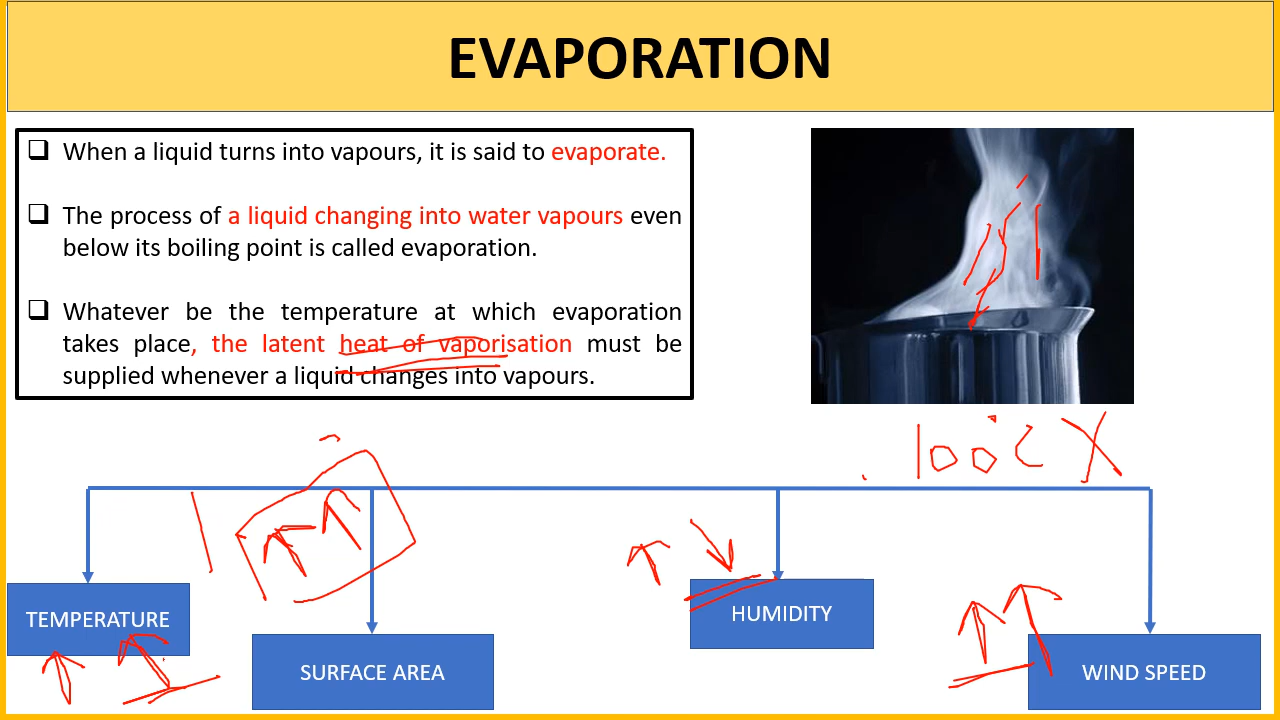 EVAPORATION
When a liquid turns into vapours, it is said to evaporate.
The process of a liquid changing into water vapours even
below its boiling point is called evaporation.
Whatever be the temperature at which evaporation
takes place, the latent heat of vaporisation must be
supplied whenever a liquid changes into vapours.
100°C X
TEMPERATURE
SURFACE AREA
HUMIDITY
WIND SPEED